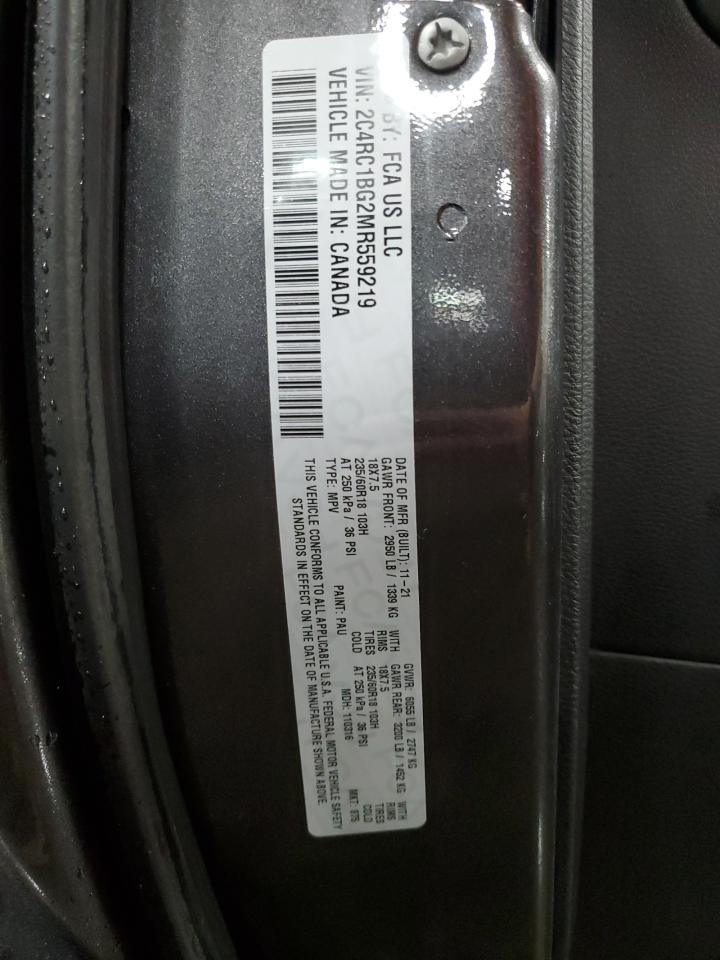 BY: FCA US LLC
DATE OF MFR (BUILT): 11-21 GVWR: 6055 LB / 2747 KG
GAWR FRONT: 2950 LB / 1339 KG WITH GAWR REAR: 3200 LB / 1452 KG WITH
18X7.5 RIMS 18X7.5 RIMS
235/60R18 103H TIRES 235/60R18 103H TIRES
AT 250 kPa / 36 PSI COLD AT 250 kPa / 36 PSI COLD
VIN: 2C4RC1BG2MR559219
TYPE: MPV PAINT: PAU MDH: 110316 MKT: 975
VEHICLE MADE IN: CANADA
THIS VEHICLE CONFORMS TO ALL APPLICABLE U.S.A. FEDERAL MOTOR VEHICLE SAFETY
STANDARDS IN EFFECT ON THE DATE OF MANUFACTURE SHOWN ABOVE.